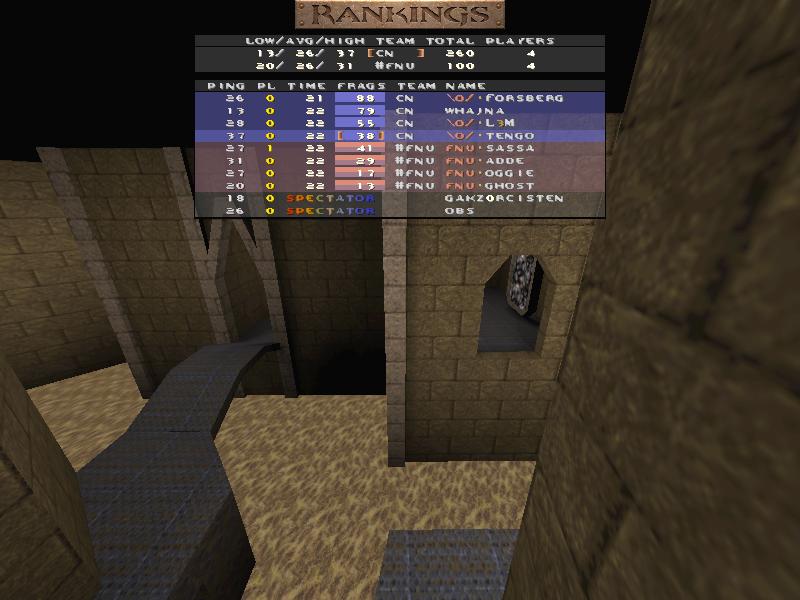 RANKINGS
LOW/AVG/HIGH TEAM TOTAL PLAYERS
13/ 26/ 37 [CN ] 260 4
20/ 26/ 31 #FNU 100 4
PING PL TIME FRAGS TEAM NAME
26 0 21 88 CN \O/·FORSBERG
13 0 22 79 CN WHAJNA
28 0 22 55 CN \O/·L3M
37 0 22 [ 38] CN \O/·TENGO
27 1 22 41 #FNU FNU·SASSA
31 0 22 29 #FNU FNU·ADDE
27 0 22 17 #FNU FNU·OGGIE
20 0 22 13 #FNU FNU·GHOST
18 0 SPECTATOR GAKZORCISTEN
26 0 SPECTATOR OBS